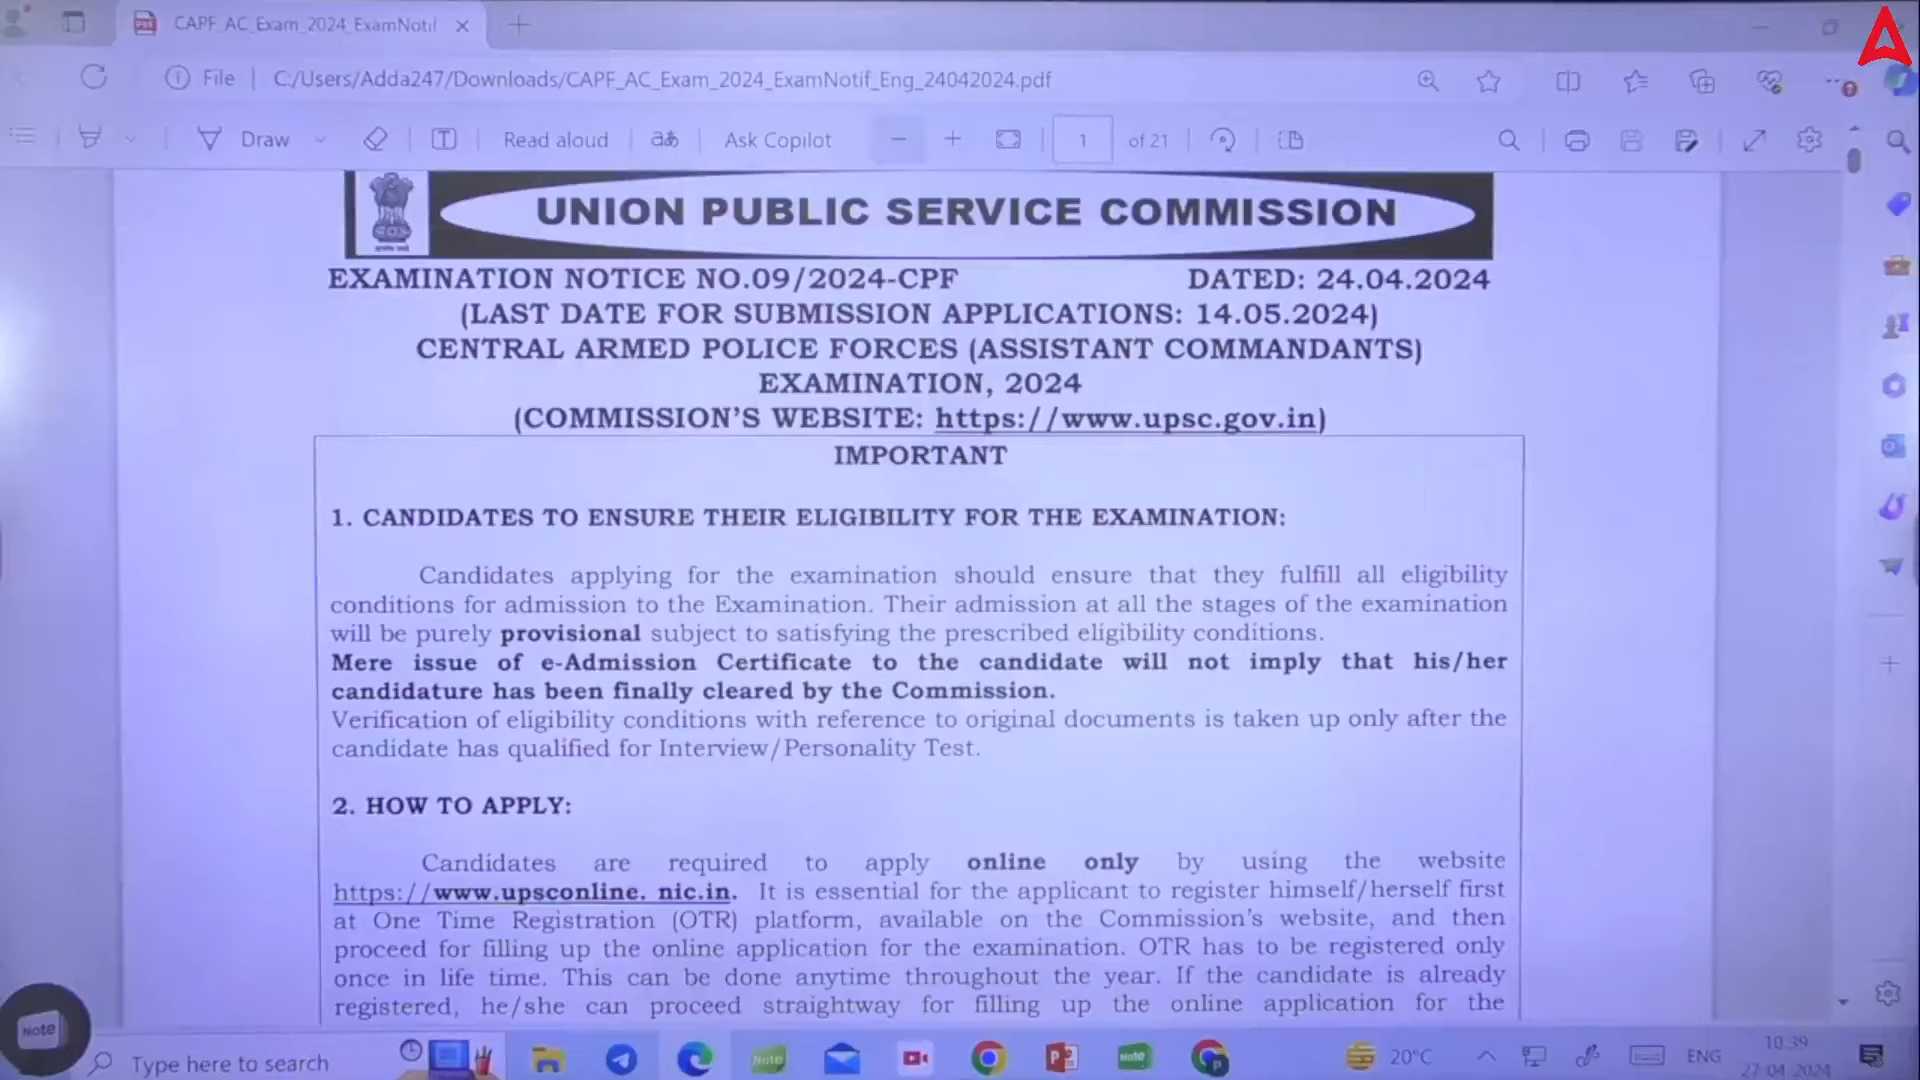 CAPF_AC_Exam_2024_ExamNotif
File
C:/Users/Adda247/Downloads/CAPF_AC_Exam_2024_ExamNotif_Eng_24042024.pdf
Draw
Read aloud
Ask Copilot
1 of 21
UNION PUBLIC SERVICE COMMISSION
EXAMINATION NOTICE NO.09/2024-CPF DATED: 24.04.2024
(LAST DATE FOR SUBMISSION APPLICATIONS: 14.05.2024)
CENTRAL ARMED POLICE FORCES (ASSISTANT COMMANDANTS)
EXAMINATION, 2024
(COMMISSION'S WEBSITE: https://www.upsc.gov.in)
IMPORTANT
1. CANDIDATES TO ENSURE THEIR ELIGIBILITY FOR THE EXAMINATION:
Candidates applying for the examination should ensure that they fulfill all eligibility
conditions for admission to the Examination. Their admission at all the stages of the examination
will be purely provisional subject to satisfying the prescribed eligibility conditions.
Mere issue of e-Admission Certificate to the candidate will not imply that his/her
candidature has been finally cleared by the Commission.
Verification of eligibility conditions with reference to original documents is taken up only after the
candidate has qualified for Interview/Personality Test.
2. HOW TO APPLY:
Candidates are required to apply online only by using the website
https://www.upsconline. nic.in. It is essential for the applicant to register himself/herself first
at One Time Registration (OTR) platform, available on the Commission's website, and then
proceed for filling up the online application for the examination. OTR has to be registered only
once in life time. This can be done anytime throughout the year. If the candidate is already
registered, he/she can proceed straightway for filling up the online application for the
Note
Type here to search
Note
Note
20°C
ENG
10:39
27-04-2024